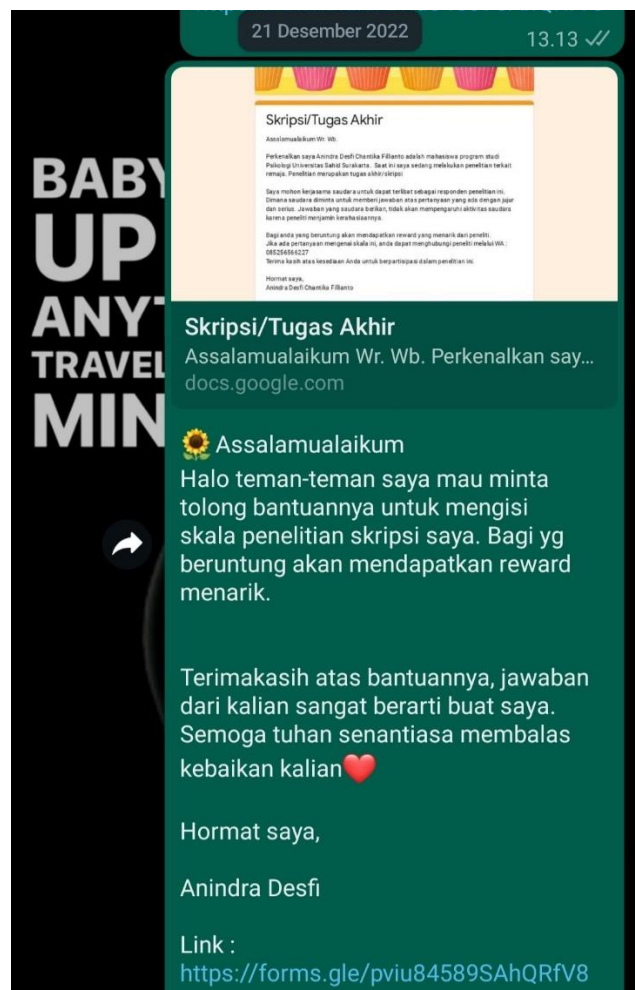 21 Desember 2022
13.13
Skripsi/Tugas Akhir
Assalamualaikum Wr. Wb.
Perkenalkan saya Anindra Desfi Chantika Fillianto adalah mahasiswa program studi
Psikologi Universitas Sahid Surakarta. Saat ini saya sedang melakukan penelitian terkait
remaja. Penelitian merupakan tugas akhir/skripsi
Saya mohon kerjasama saudara untuk dapat terlibat sebagai responden penelitian ini.
Dimana saudara diminta untuk memberi jawaban atas pertanyaan yang ada dengan jujur
dan serius. Jawaban yang saudara berikan, tidak akan mempengaruhi aktivitas saudara
karena peneliti menjamin kerahasiaannya.
Bagi anda yang beruntung akan mendapatkan reward yang menarik dari peneliti.
Jika ada pertanyaan mengenai skala ini, anda dapat menghubungi peneliti melalui WA :
085256566227
Terima kasih atas kesediaan Anda untuk berpartisipasi dalam penelitian ini.
Hormat saya,
Anindra Desfi Chantika Fillianto
Skripsi/Tugas Akhir
Assalamualaikum Wr. Wb. Perkenalkan say...
docs.google.com
BABY
UP
ANYT
TRAVEL
MIN
🌻Assalamualaikum
Halo teman-teman saya mau minta
tolong bantuannya untuk mengisi
skala penelitian skripsi saya. Bagi yg
beruntung akan mendapatkan reward
menarik.
Terimakasih atas bantuannya, jawaban
dari kalian sangat berarti buat saya.
Semoga tuhan senantiasa membalas
kebaikan kalian❤️
Hormat saya,
Anindra Desfi
Link :
https://forms.gle/pviu84589SAhQRfV8